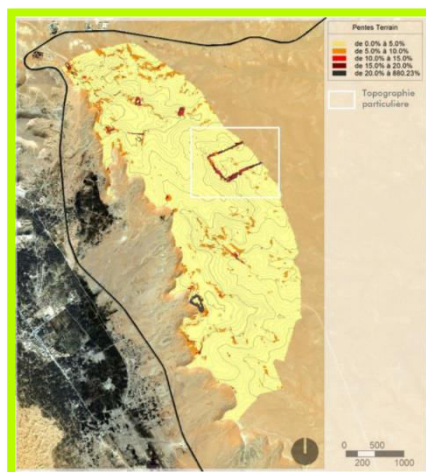 Pentes Terrain
de 0.0% à 5.0%
de 5.0% à 10.0%
de 10.0% à 15.0%
de 15.0% à 20.0%
de 20.0% à 880.23%
Topographie
particulière
0 500
200 1000